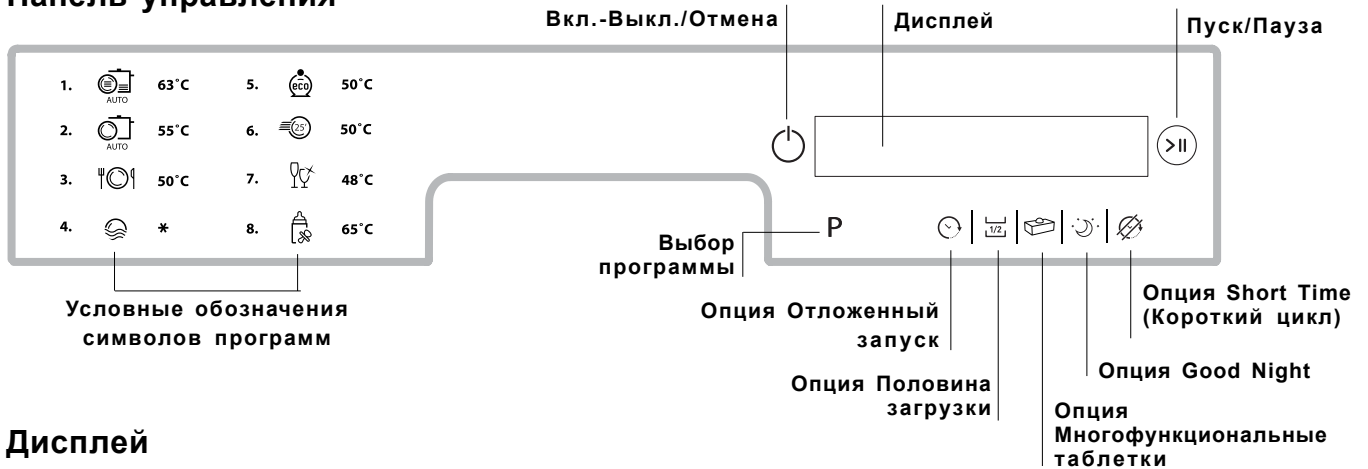 Панель управления
Вкл.-Выкл./Отмена
Дисплей
Пуск/Пауза
1. AUTO 63°C 5. eco 50°C
2. AUTO 55°C 6. 25' 50°C
3. 50°C 7. 48°C
4. * 8. 65°C
P
1/2
Выбор
программы
Условные обозначения
символов программ
Опция Отложенный
запуск
Опция Половина
загрузки
Опция
Многофункциональные
таблетки
Опция Good Night
Опция Short Time
(Короткий цикл)
Дисплей